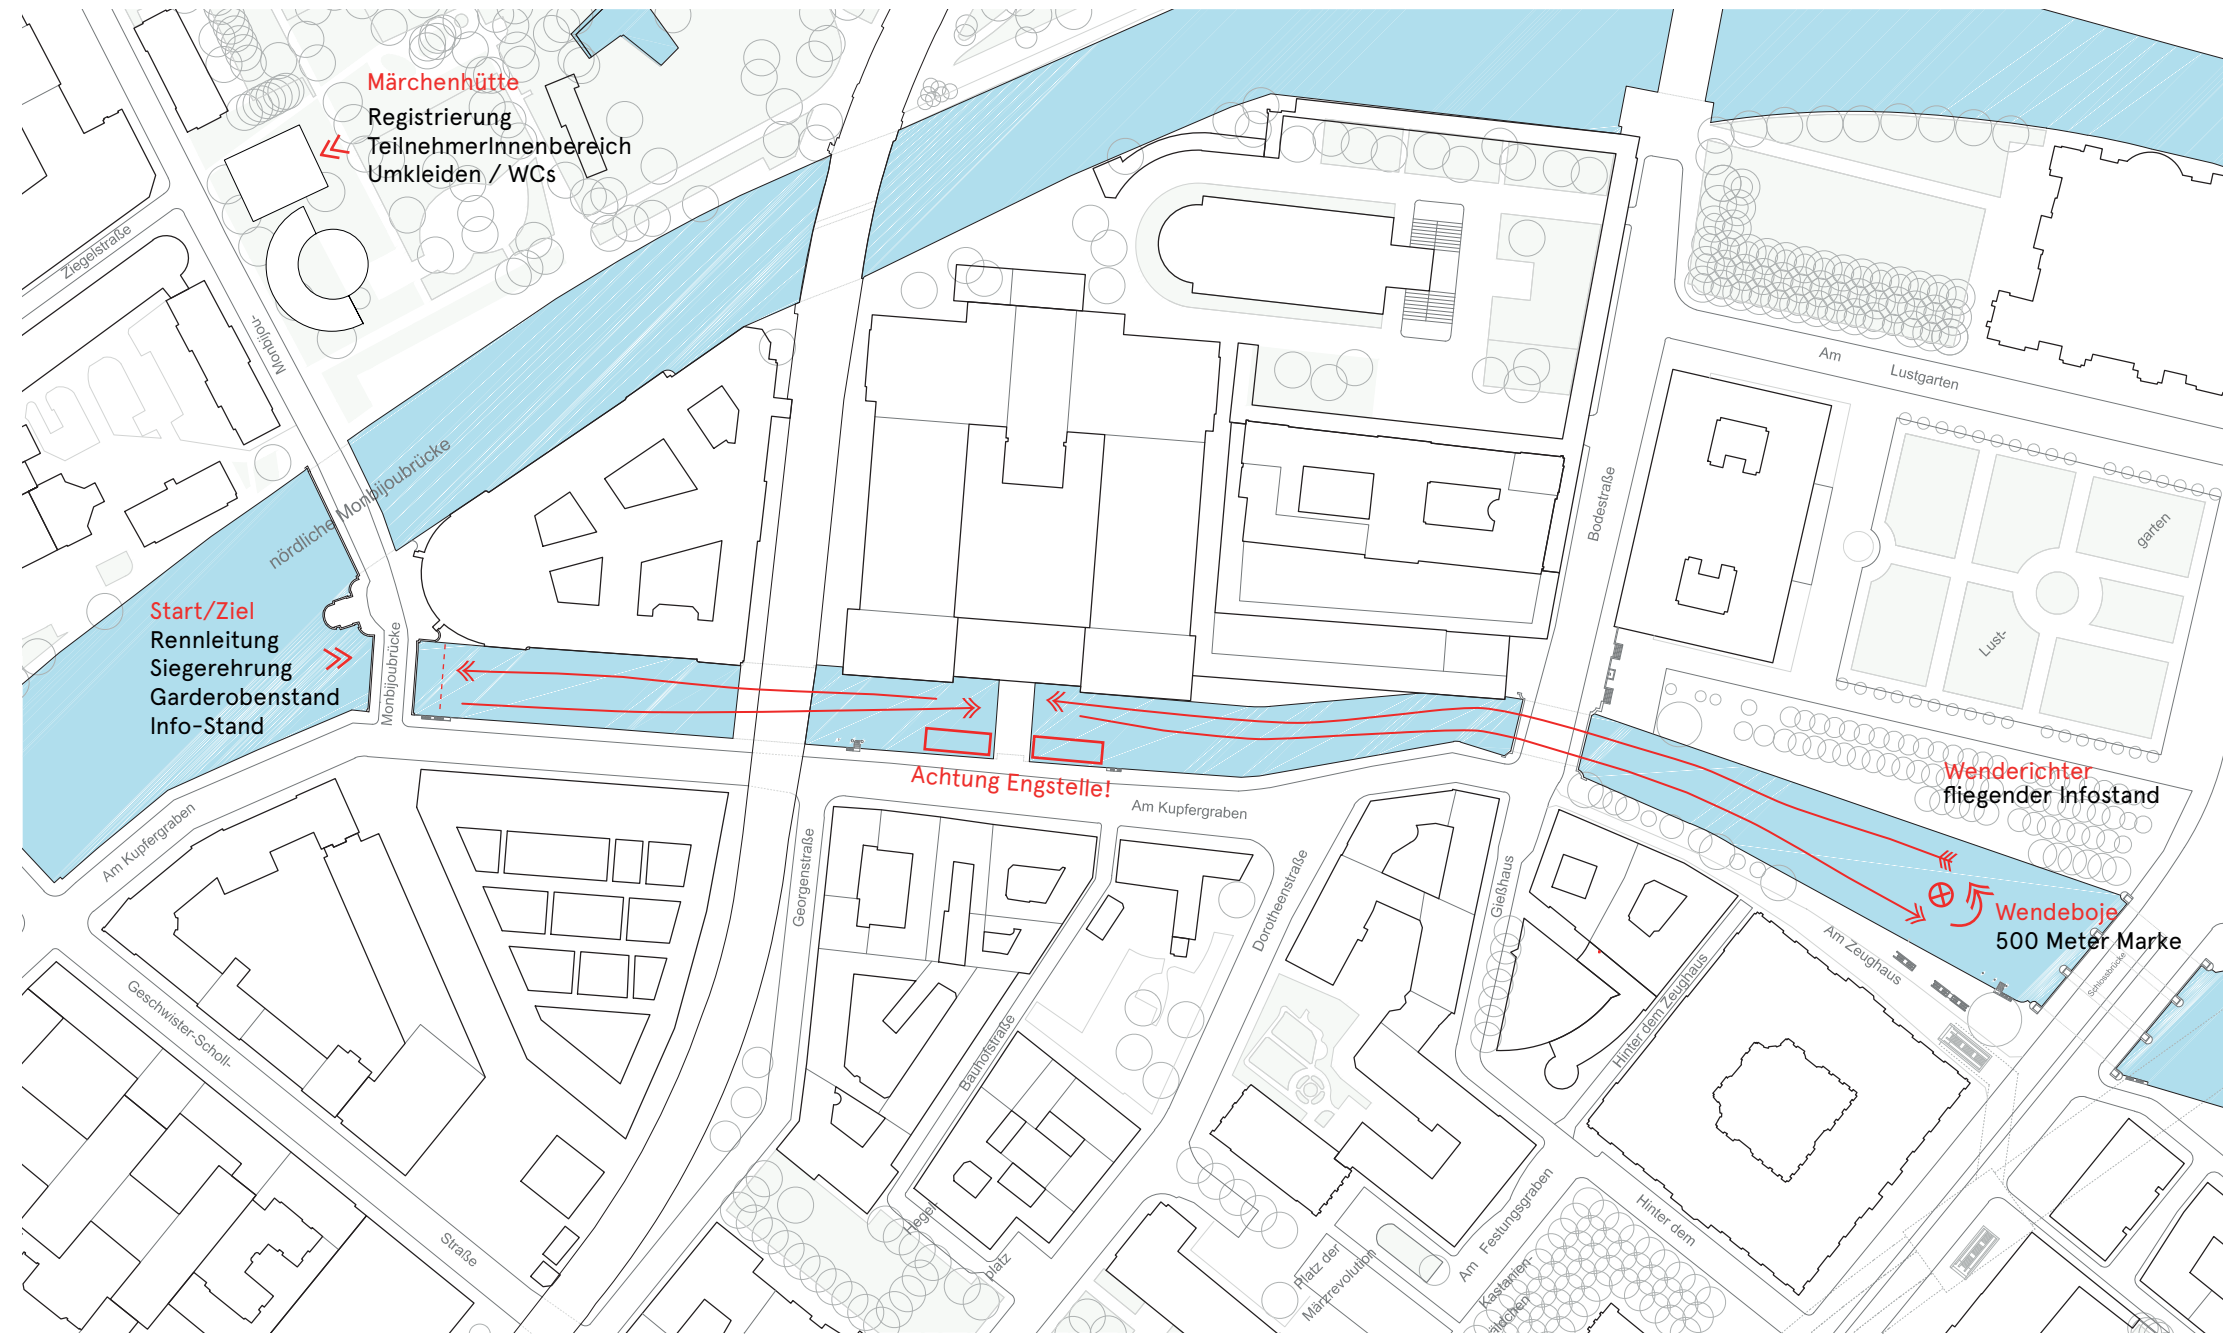 Märchenhütte
Registrierung
TeilnehmerInnenbereich
Umkleiden / WCs
Ziegelstraße
Monbijou-
nördliche Monbijoubrücke
Am
Lustgarten
Bodestraße
garten
Lust-
Start/Ziel
Rennleitung
Siegerehrung
Garderobenstand
Info-Stand
Monbijoubrücke
Achtung Engstelle!
Am Kupfergraben
Wenderichter
fliegender Infostand
Wendeboje
500 Meter Marke
Am Kupfergraben
Georgenstraße
Dorotheenstraße
Gießhaus
Am Zeughaus
Schlossbrücke
Hinter dem Zeughaus
Geschwister-Scholl-
Straße
Bauhofstraße
Hegel
platz
Platz der
Märzrevolution
Am
Festungsgraben
Kastanien-
Hinter dem